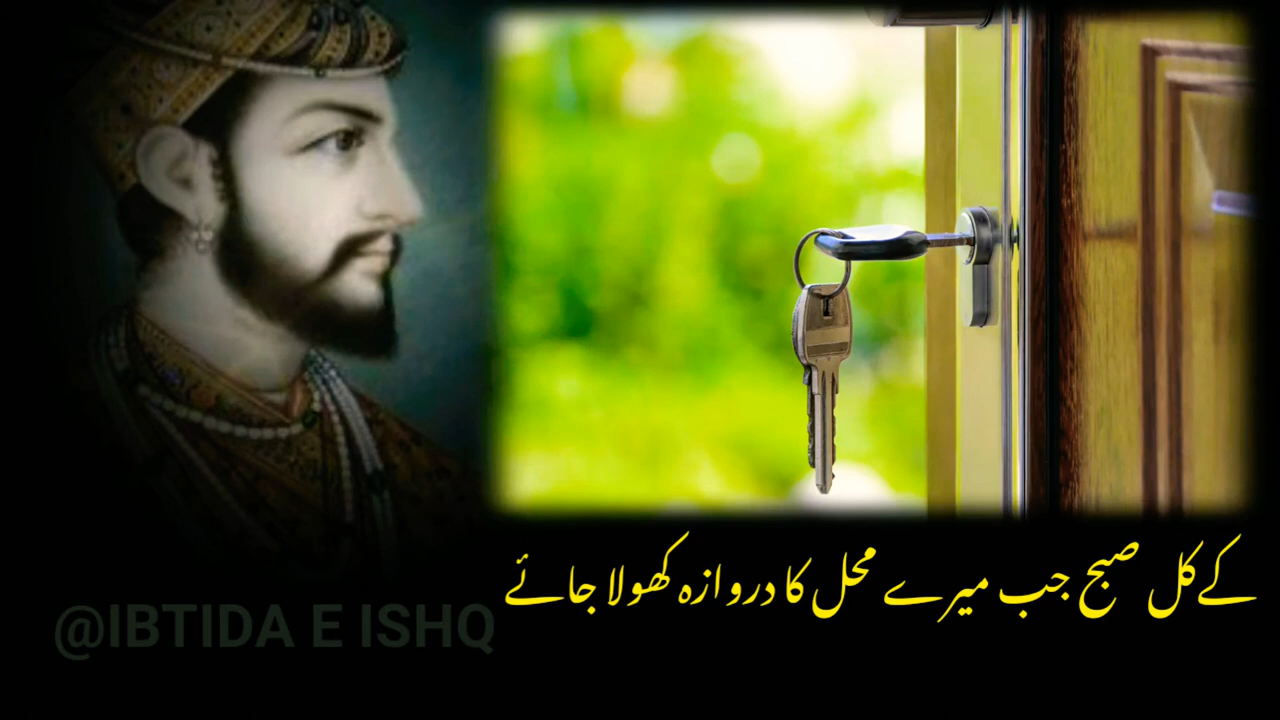 کے کل صبح جب میرے محل کا دروازہ کھولا جائے
@IBTIDA E ISHQ